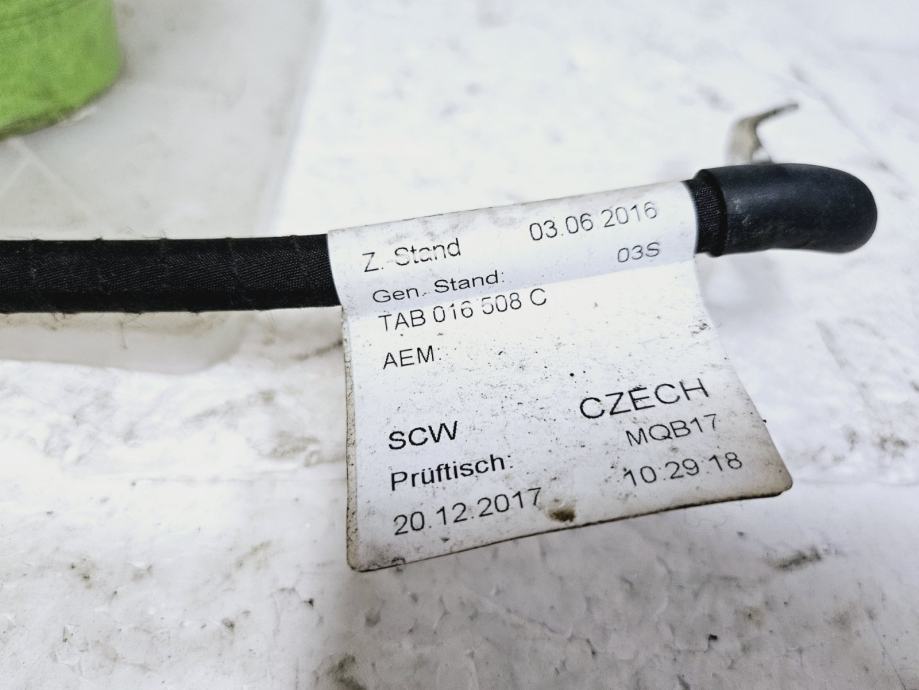 Z. Stand 03.06 2016
Gen. Stand: 03S
TAB 016 508 C
AEM:
SCW CZECH
Prüftisch: MQB17
20.12.2017 10.29.18